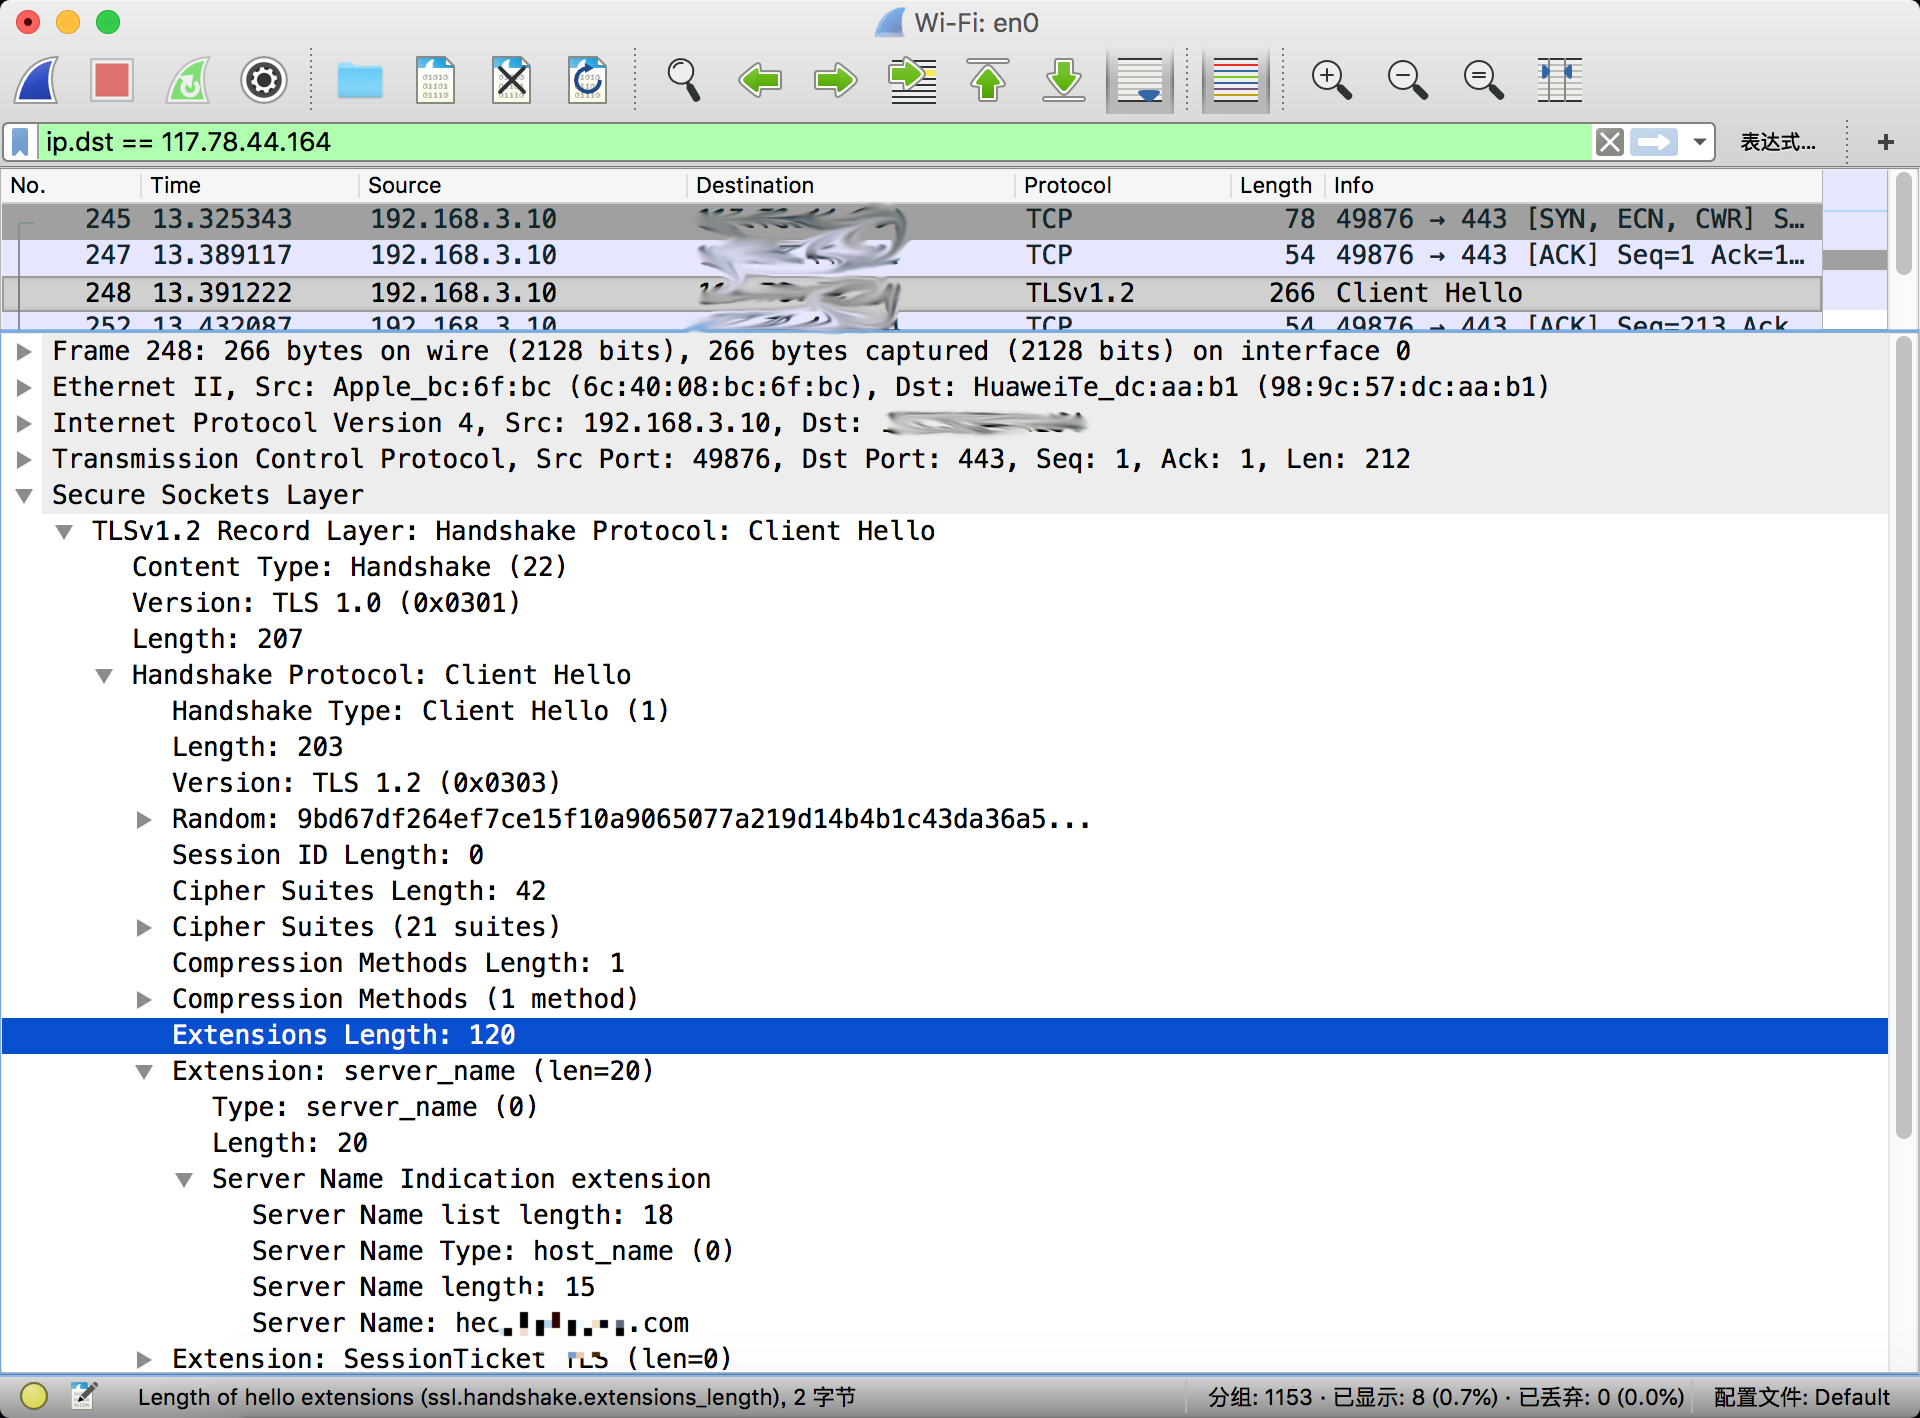 Wi-Fi: en0
ip.dst == 117.78.44.164 表达式… +
No. Time Source Destination Protocol Length Info
245 13.325343 192.168.3.10 TCP 78 49876 → 443 [SYN, ECN, CWR] S…
247 13.389117 192.168.3.10 TCP 54 49876 → 443 [ACK] Seq=1 Ack=1…
248 13.391222 192.168.3.10 TLSv1.2 266 Client Hello
252 13.432087 192.168.3.10 TCP 54 49876 → 443 [ACK] Seq=213 Ack
Frame 248: 266 bytes on wire (2128 bits), 266 bytes captured (2128 bits) on interface 0
Ethernet II, Src: Apple_bc:6f:bc (6c:40:08:bc:6f:bc), Dst: HuaweiTe_dc:aa:b1 (98:9c:57:dc:aa:b1)
Internet Protocol Version 4, Src: 192.168.3.10, Dst:
Transmission Control Protocol, Src Port: 49876, Dst Port: 443, Seq: 1, Ack: 1, Len: 212
Secure Sockets Layer
TLSv1.2 Record Layer: Handshake Protocol: Client Hello
Content Type: Handshake (22)
Version: TLS 1.0 (0x0301)
Length: 207
Handshake Protocol: Client Hello
Handshake Type: Client Hello (1)
Length: 203
Version: TLS 1.2 (0x0303)
Random: 9bd67df264ef7ce15f10a9065077a219d14b4b1c43da36a5...
Session ID Length: 0
Cipher Suites Length: 42
Cipher Suites (21 suites)
Compression Methods Length: 1
Compression Methods (1 method)
Extensions Length: 120
Extension: server_name (len=20)
Type: server_name (0)
Length: 20
Server Name Indication extension
Server Name list length: 18
Server Name Type: host_name (0)
Server Name length: 15
Server Name: .com
Extension: SessionTicket TLS (len=0)
Length of hello extensions (ssl.handshake.extensions_length), 2 字节 分组: 1153 · 已显示: 8 (0.7%) · 已丢弃: 0 (0.0%) 配置文件: Default